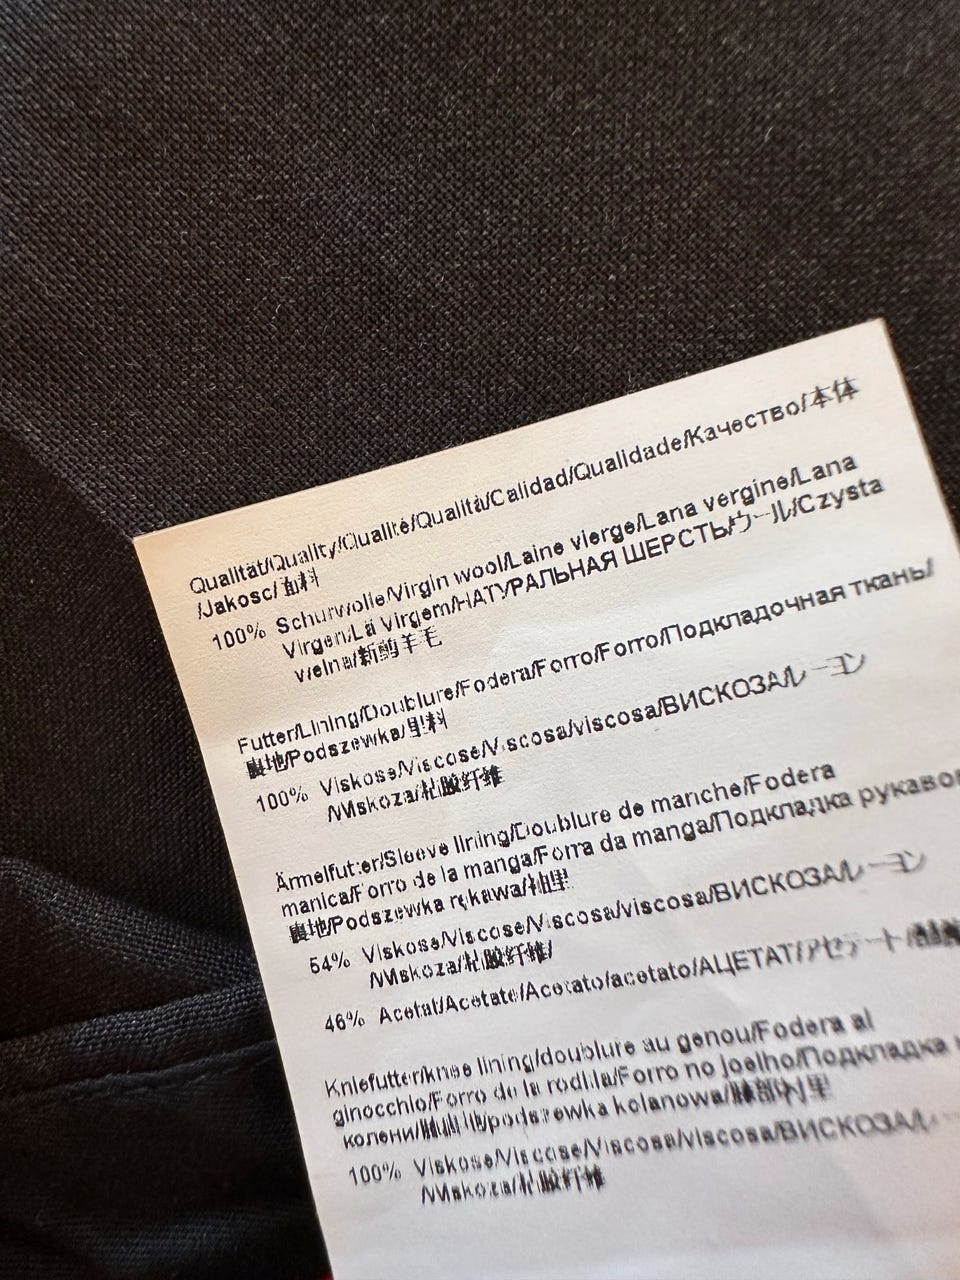 Qualität/Quality/Qualité/Qualità/Calidad/Qualidade/Качество/本体
/Jakosc/面料
100% Schurwolle/Virgin wool/Laine vierge/Lana vergine/Lana
Virgen/Lã Virgem/НАТУРАЛЬНАЯ ШЕРСТЬ/ウール/Czysta
welna/新剪羊毛
Futter/Lining/Doublure/Fodera/Forro/Forro/Подкладочная ткань/
裏地/Podszewka/里料
100% Viskose/Viscose/Viscosa/viscosa/ВИСКОЗА/レーヨン
/Wiskoza/粘胶纤维
Ärmelfutter/Sleeve lining/Doublure de manche/Fodera
manica/Forro de la manga/Forra da manga/Подкладка рукавов
裏地/Podszewka rękawa/袖里
54% Viskose/Viscose/Viscosa/viscosa/ВИСКОЗА/レーヨン
/Wiskoza/粘胶纤维/
46% Acetat/Acetate/Acetato/acetato/АЦЕТАТ/アセテート/
Kniefutter/knee lining/doublure au genou/Fodera al
ginocchio/Forro de la rodilla/Forro no joelho/Подкладка
колени/podszewka kolanowa/膝部内里
100% Viskose/Viscose/Viscosa/viscosa/ВИСКОЗА/
/Wiskoza/粘胶纤维